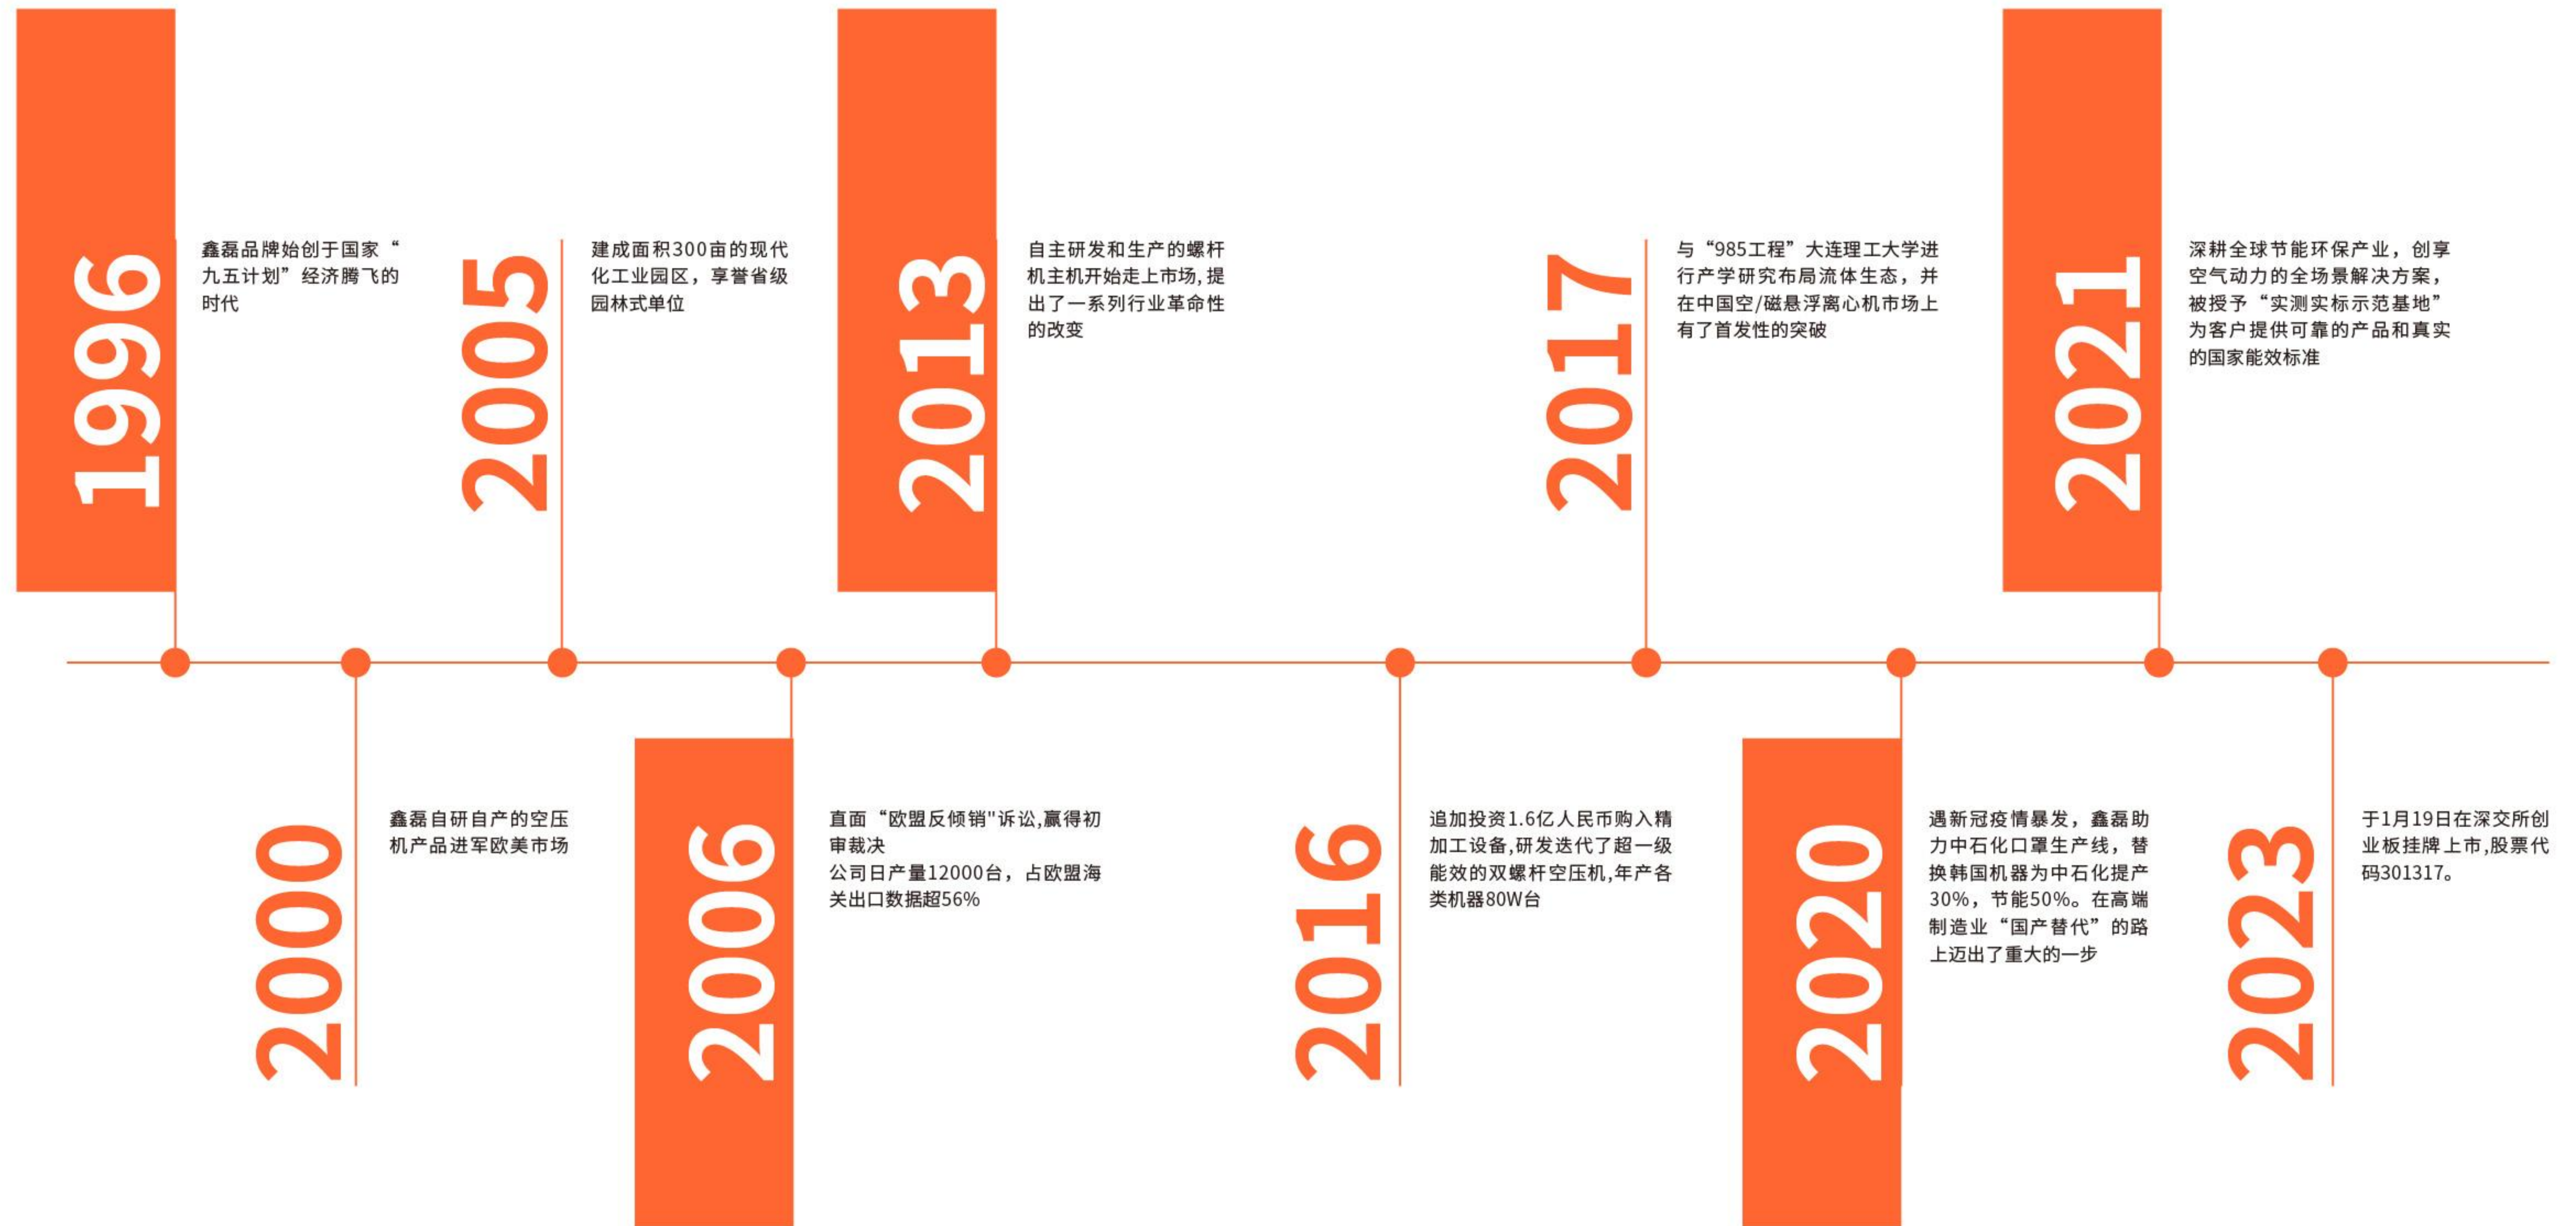 1996
鑫磊品牌始创于国家“
九五计划”经济腾飞的
时代
2000
鑫磊自研自产的空压
机产品进军欧美市场
2005
建成面积300亩的现代
化工业园区，享誉省级
园林式单位
2006
直面“欧盟反倾销"诉讼,赢得初
审裁决
公司日产量12000台，占欧盟海
关出口数据超56%
2013
自主研发和生产的螺杆
机主机开始走上市场,提
出了一系列行业革命性
的改变
2016
追加投资1.6亿人民币购入精
加工设备,研发迭代了超一级
能效的双螺杆空压机,年产各
类机器80W台
2017
与“985工程”大连理工大学进
行产学研究布局流体生态，并
在中国空/磁悬浮离心机市场上
有了首发性的突破
2020
遇新冠疫情暴发，鑫磊助
力中石化口罩生产线，替
换韩国机器为中石化提产
30%，节能50%。在高端
制造业“国产替代”的路
上迈出了重大的一步
2021
深耕全球节能环保产业，创享
空气动力的全场景解决方案，
被授予“实测实标示范基地”
为客户提供可靠的产品和真实
的国家能效标准
2023
于1月19日在深交所创
业板挂牌上市,股票代
码301317。